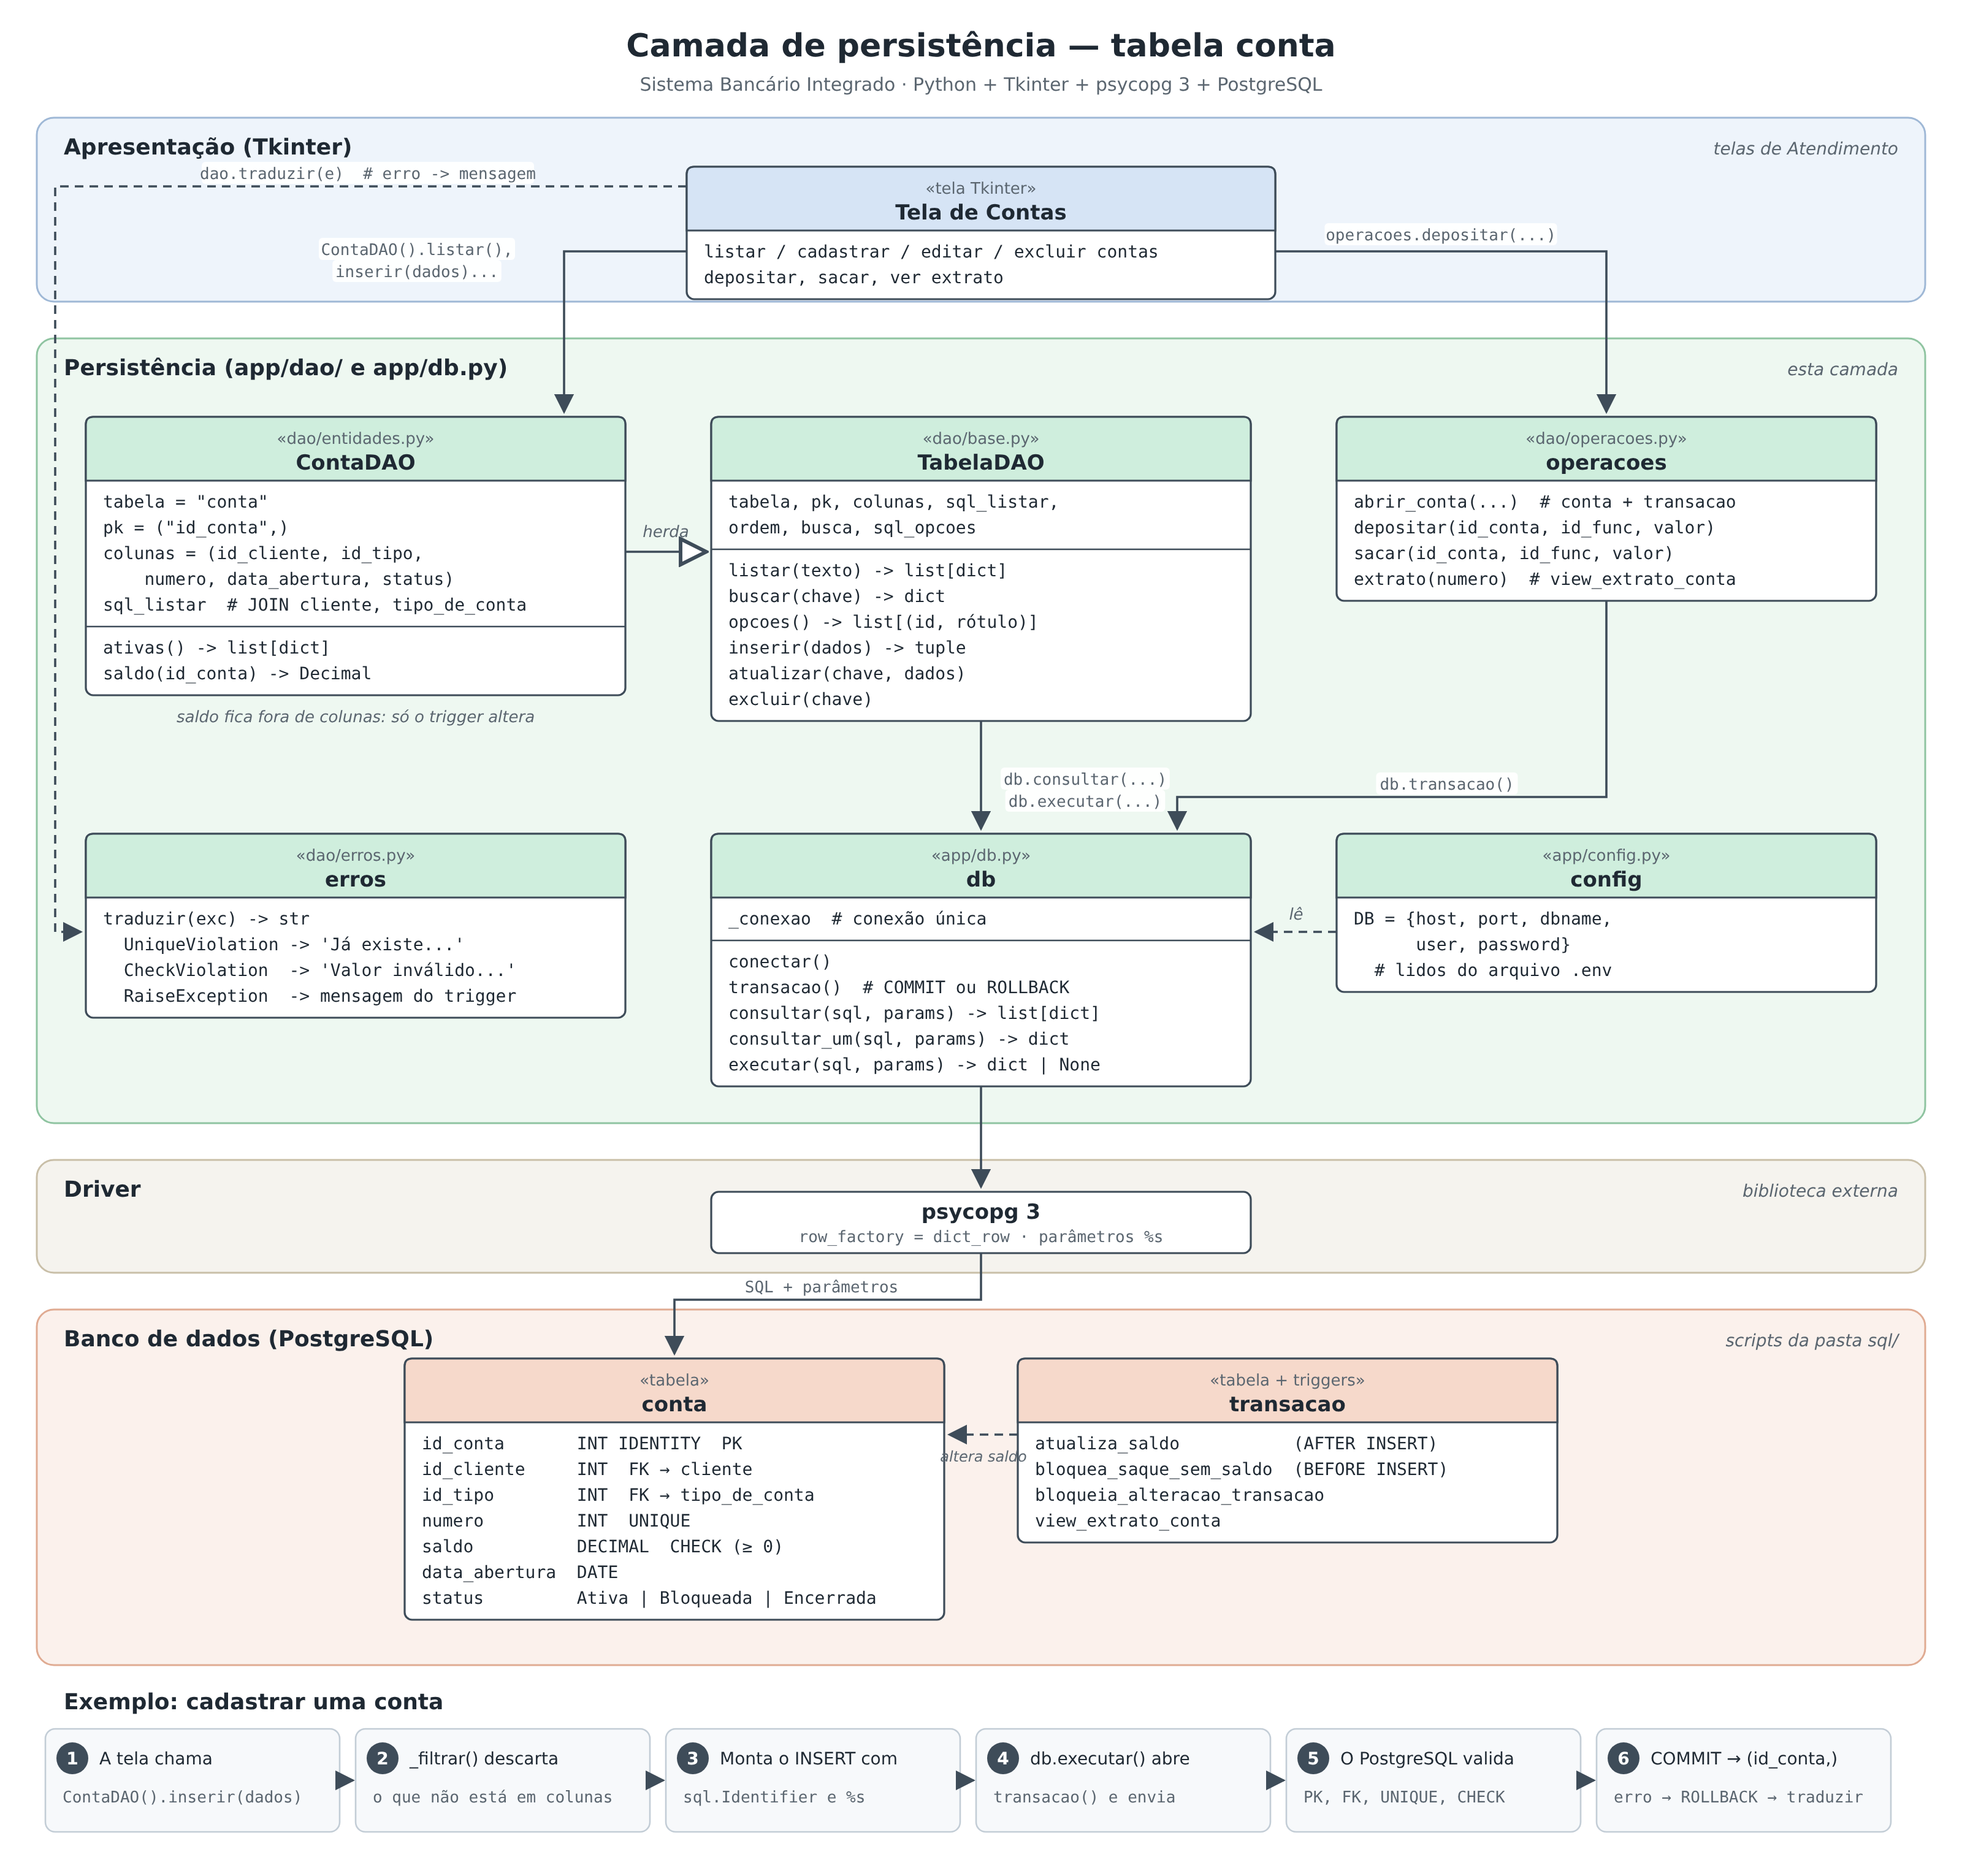 Camada de persistência — tabela conta
Sistema Bancário Integrado · Python + Tkinter + psycopg 3 + PostgreSQL
Apresentação (Tkinter)
telas de Atendimento
dao.traduzir(e)  # erro -> mensagem
«tela Tkinter»
Tela de Contas
listar / cadastrar / editar / excluir contas
depositar, sacar, ver extrato
ContaDAO().listar(),
inserir(dados)...
operacoes.depositar(...)
Persistência (app/dao/ e app/db.py)
esta camada
«dao/entidades.py»
ContaDAO
tabela = "conta"
pk = ("id_conta",)
colunas = (id_cliente, id_tipo,
    numero, data_abertura, status)
sql_listar  # JOIN cliente, tipo_de_conta
ativas() -> list[dict]
saldo(id_conta) -> Decimal
saldo fica fora de colunas: só o trigger altera
herda
«dao/base.py»
TabelaDAO
tabela, pk, colunas, sql_listar,
ordem, busca, sql_opcoes
listar(texto) -> list[dict]
buscar(chave) -> dict
opcoes() -> list[(id, rótulo)]
inserir(dados) -> tuple
atualizar(chave, dados)
excluir(chave)
«dao/operacoes.py»
operacoes
abrir_conta(...)  # conta + transacao
depositar(id_conta, id_func, valor)
sacar(id_conta, id_func, valor)
extrato(numero)  # view_extrato_conta
db.consultar(...)
db.executar(...)
db.transacao()
«dao/erros.py»
erros
traduzir(exc) -> str
  UniqueViolation -> 'Já existe...'
  CheckViolation  -> 'Valor inválido...'
  RaiseException  -> mensagem do trigger
«app/db.py»
db
_conexao  # conexão única
conectar()
transacao()  # COMMIT ou ROLLBACK
consultar(sql, params) -> list[dict]
consultar_um(sql, params) -> dict
executar(sql, params) -> dict | None
lê
«app/config.py»
config
DB = {host, port, dbname,
      user, password}
  # lidos do arquivo .env
Driver
biblioteca externa
psycopg 3
row_factory = dict_row · parâmetros %s
SQL + parâmetros
Banco de dados (PostgreSQL)
scripts da pasta sql/
«tabela»
conta
id_conta       INT IDENTITY  PK
id_cliente     INT  FK → cliente
id_tipo        INT  FK → tipo_de_conta
numero         INT  UNIQUE
saldo          DECIMAL  CHECK (≥ 0)
data_abertura  DATE
status         Ativa | Bloqueada | Encerrada
altera saldo
«tabela + triggers»
transacao
atualiza_saldo           (AFTER INSERT)
bloquea_saque_sem_saldo  (BEFORE INSERT)
bloqueia_alteracao_transacao
view_extrato_conta
Exemplo: cadastrar uma conta
1 A tela chama
ContaDAO().inserir(dados)
2 _filtrar() descarta
o que não está em colunas
3 Monta o INSERT com
sql.Identifier e %s
4 db.executar() abre
transacao() e envia
5 O PostgreSQL valida
PK, FK, UNIQUE, CHECK
6 COMMIT → (id_conta,)
erro → ROLLBACK → traduzir